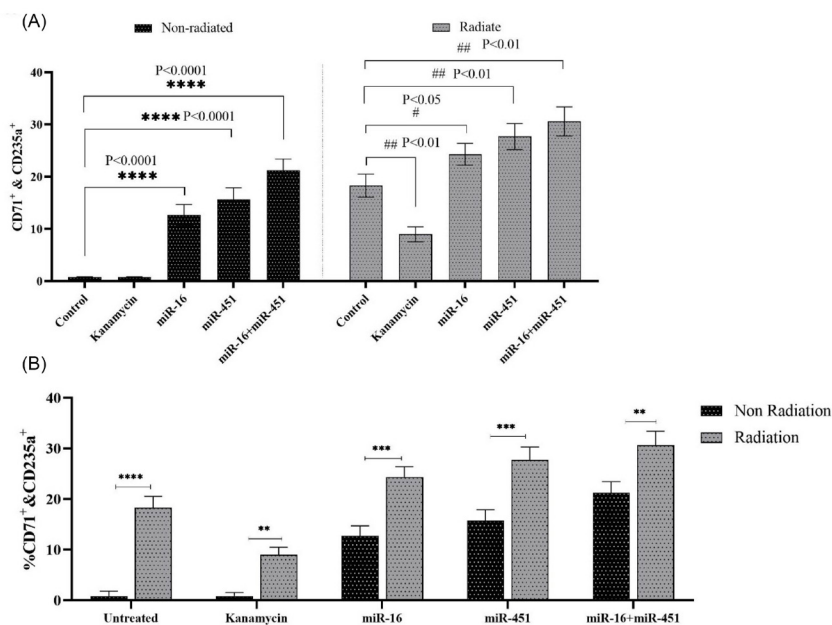 (A)
Non-radiated
Radiate
CD71+ & CD235a+
40
30
20
10
0
P<0.0001
****
**** P<0.0001
P<0.0001
****
## P<0.01
## P<0.01
P<0.05
#
## P<0.01
Control
Kanamycin
miR-16
miR-451
miR-16+miR-451
Control
Kanamycin
miR-16
miR-451
miR-16+miR-451
(B)
%CD71+ &CD235a+
40
30
20
10
0
****
**
***
***
**
Non Radiation
Radiation
Untreated
Kanamycin
miR-16
miR-451
miR-16+miR-451